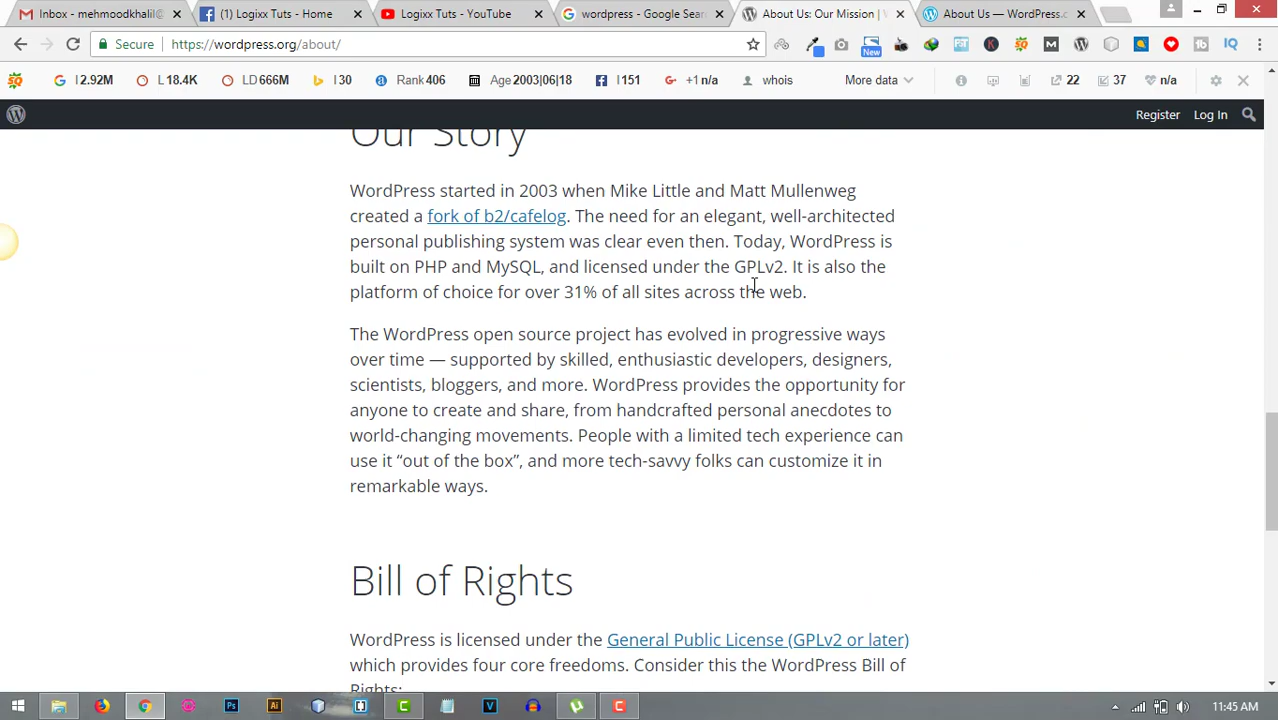 Inbox - mehmoodkhalil@
(1) Logixx Tuts - Home
Logixx Tuts - YouTube
wordpress - Google Sear
About Us: Our Mission |
About Us — WordPress.c
Secure
https://wordpress.org/about/
New
I 2.92M
L 18.4K
LD 666M
I 30
Rank 406
Age 2003|06|18
I 151
+1 n/a
whois
More data
22
37
n/a
Register
Log In
Our Story
WordPress started in 2003 when Mike Little and Matt Mullenweg
created a fork of b2/cafelog. The need for an elegant, well-architected
personal publishing system was clear even then. Today, WordPress is
built on PHP and MySQL, and licensed under the GPLv2. It is also the
platform of choice for over 31% of all sites across the web.
The WordPress open source project has evolved in progressive ways
over time — supported by skilled, enthusiastic developers, designers,
scientists, bloggers, and more. WordPress provides the opportunity for
anyone to create and share, from handcrafted personal anecdotes to
world-changing movements. People with a limited tech experience can
use it “out of the box”, and more tech-savvy folks can customize it in
remarkable ways.
Bill of Rights
WordPress is licensed under the General Public License (GPLv2 or later)
which provides four core freedoms. Consider this the WordPress Bill of
Rights:
11:45 AM